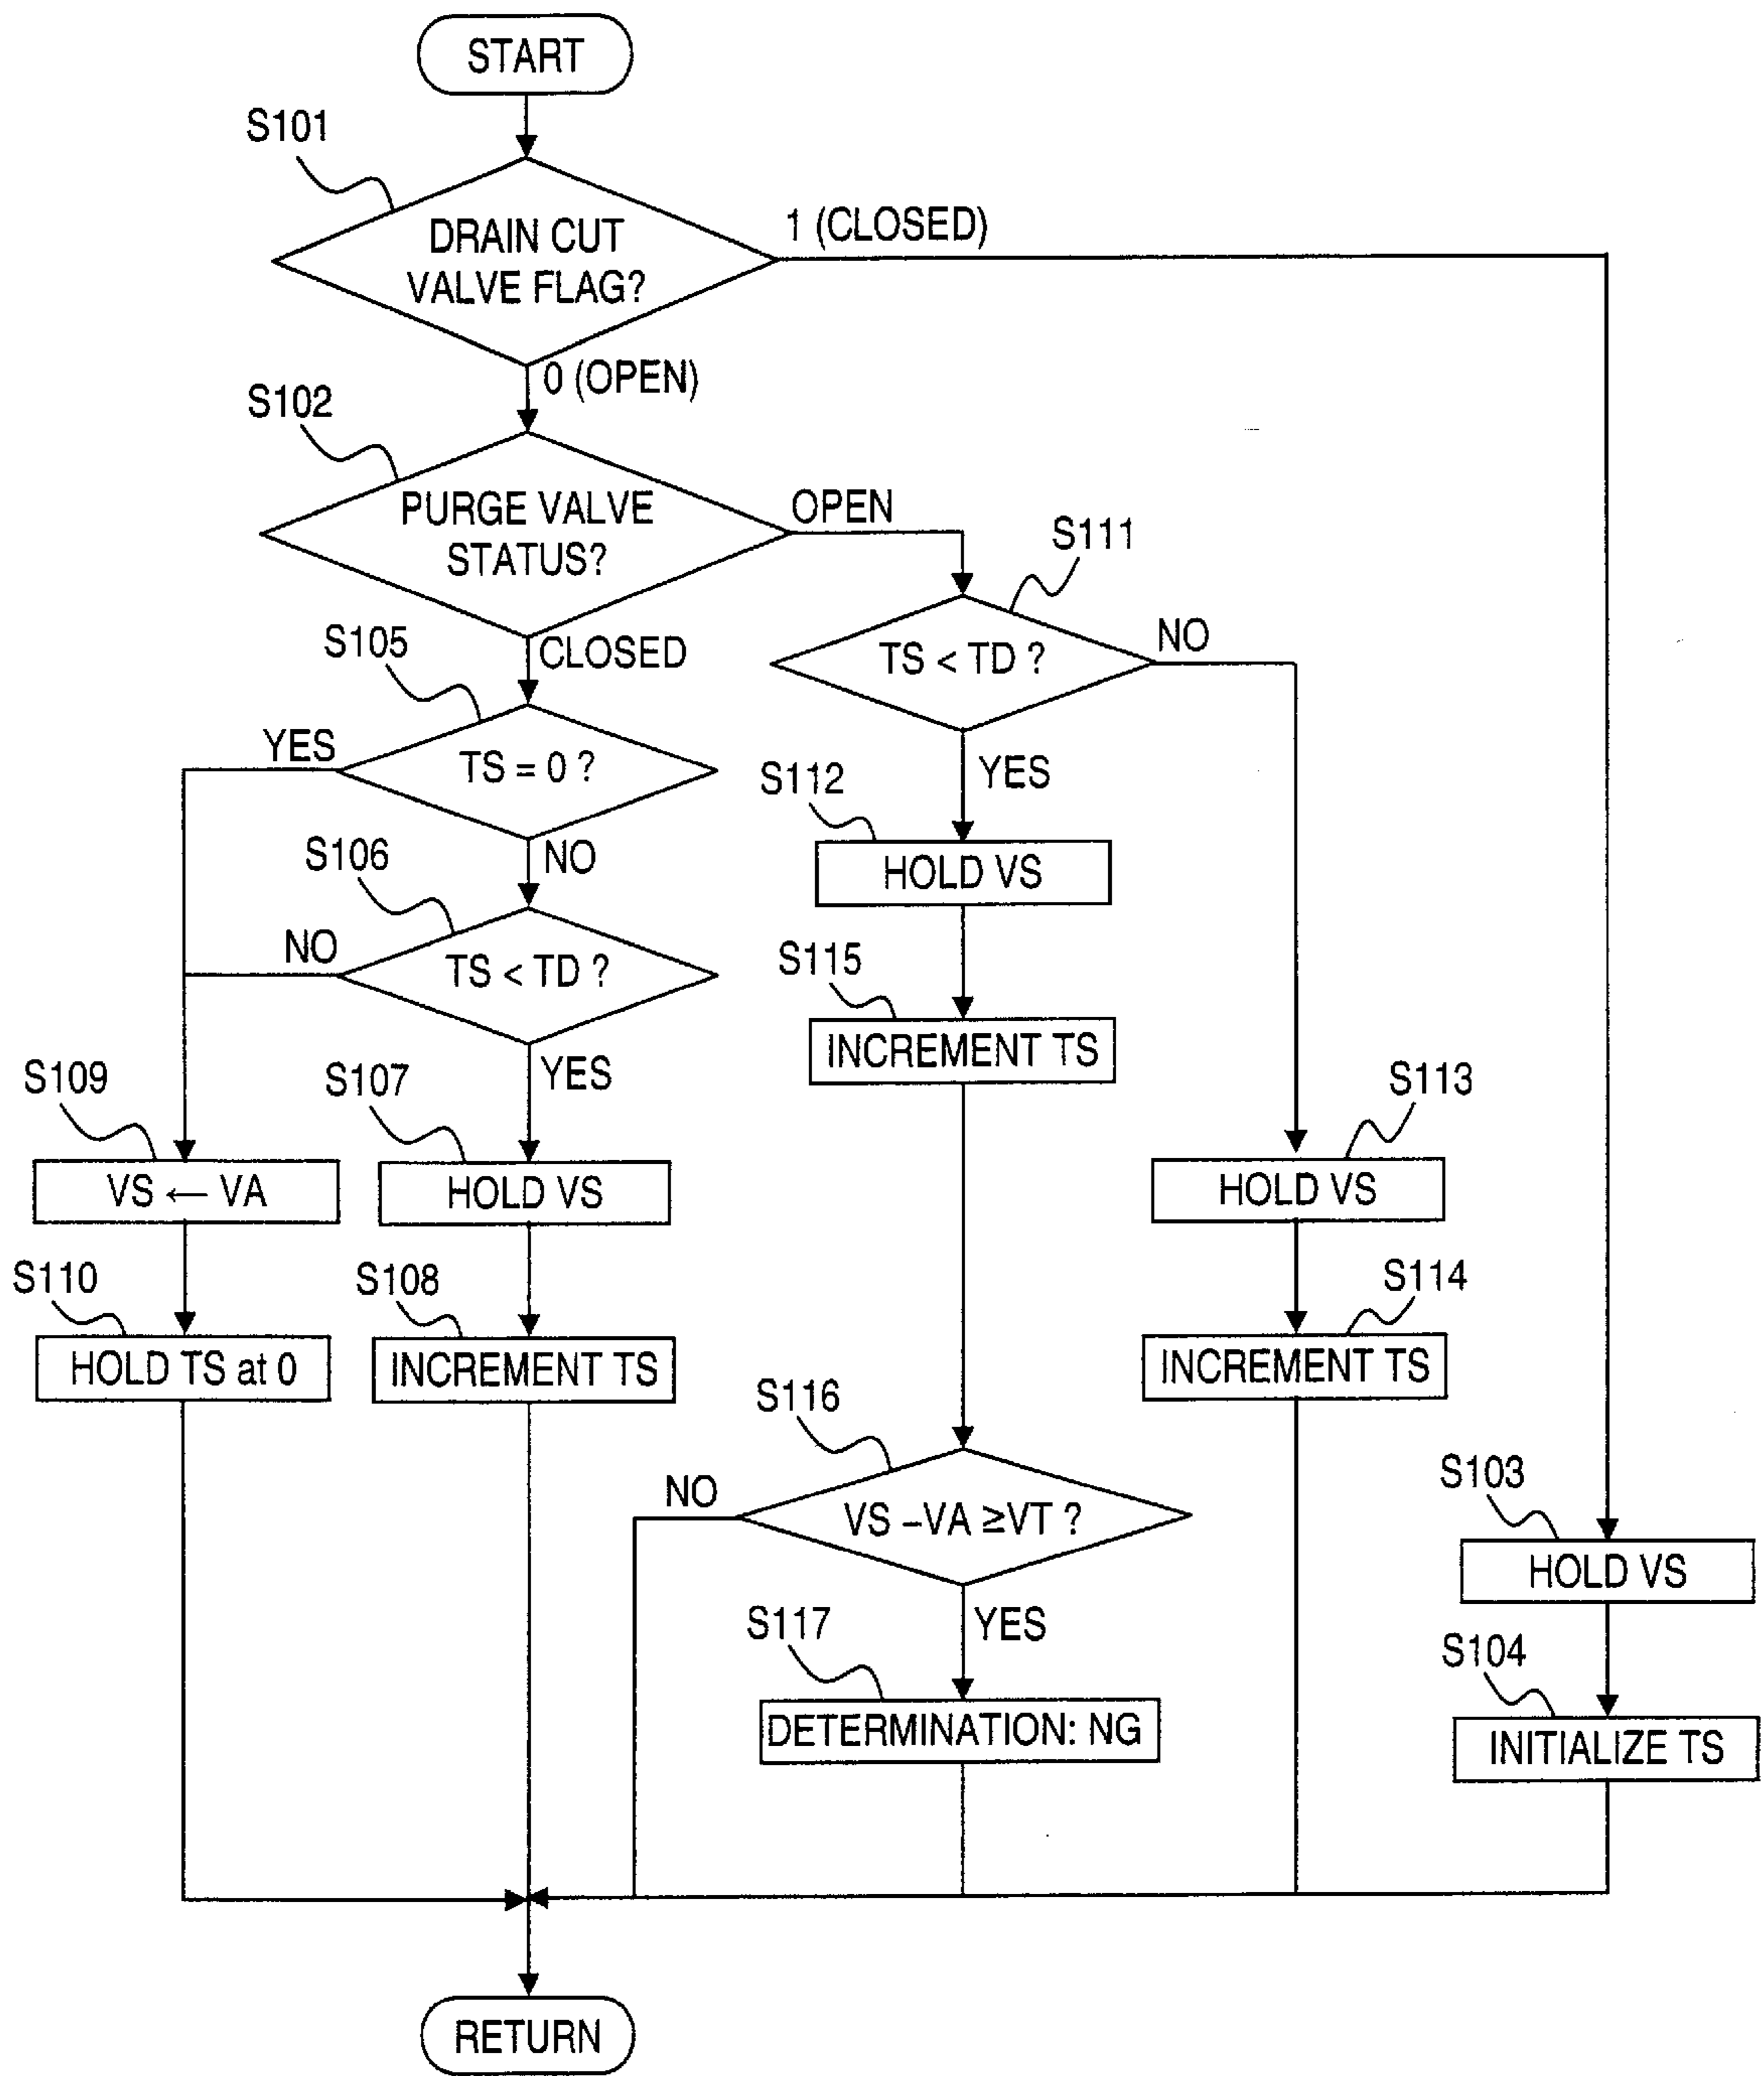 START
S101
DRAIN CUT
VALVE FLAG?
1 (CLOSED)
0 (OPEN)
S102
PURGE VALVE
STATUS?
OPEN
CLOSED
S111
TS < TD ?
NO
YES
S105
TS = 0 ?
YES
NO
S106
TS < TD ?
NO
YES
S112
HOLD VS
S115
INCREMENT TS
S109
VS ← VA
S107
HOLD VS
S113
HOLD VS
S110
HOLD TS at 0
S108
INCREMENT TS
S114
INCREMENT TS
S116
VS –VA ≥VT ?
NO
YES
S117
DETERMINATION: NG
S103
HOLD VS
S104
INITIALIZE TS
RETURN